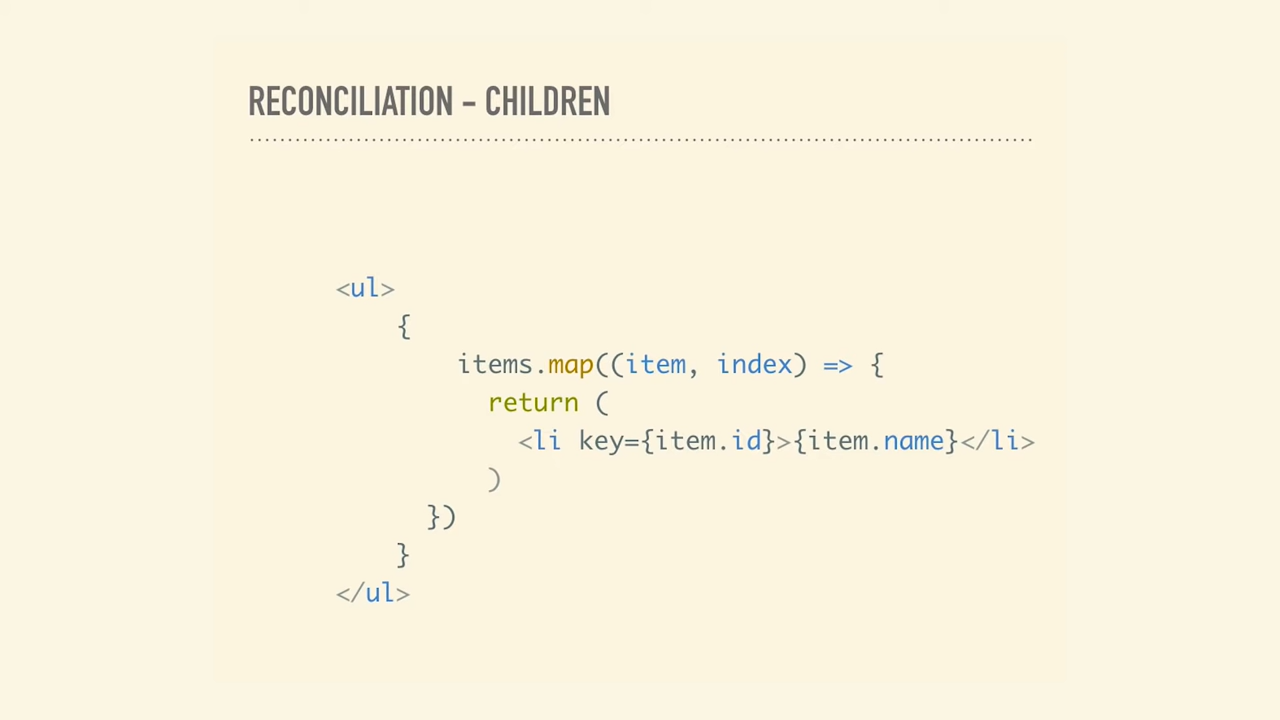 RECONCILIATION - CHILDREN
<ul>
{
items.map((item, index) => {
return (
<li key={item.id}>{item.name}</li>
)
})
}
</ul>